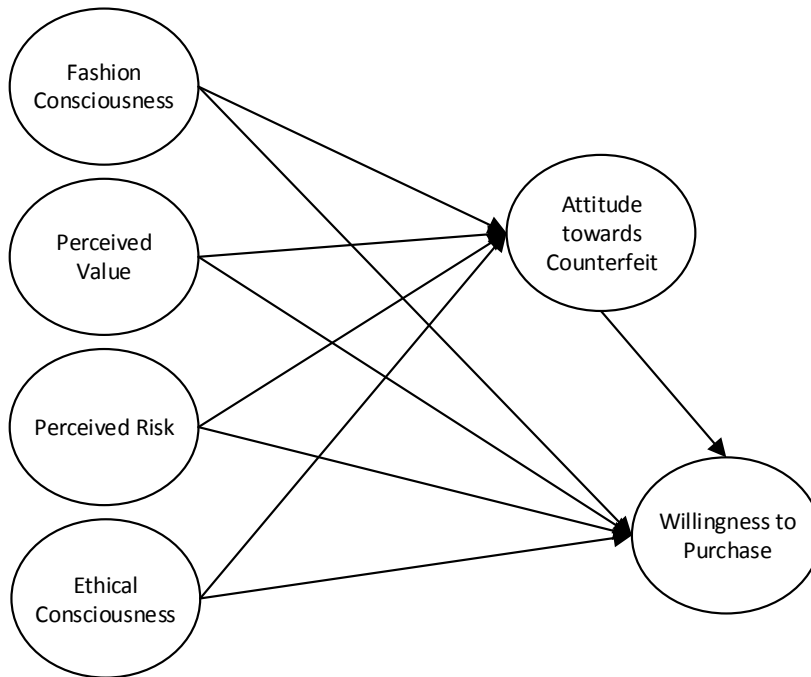 Fashion
Consciousness
Perceived
Value
Perceived Risk
Ethical
Consciousness
Attitude
towards
Counterfeit
Willingness to
Purchase